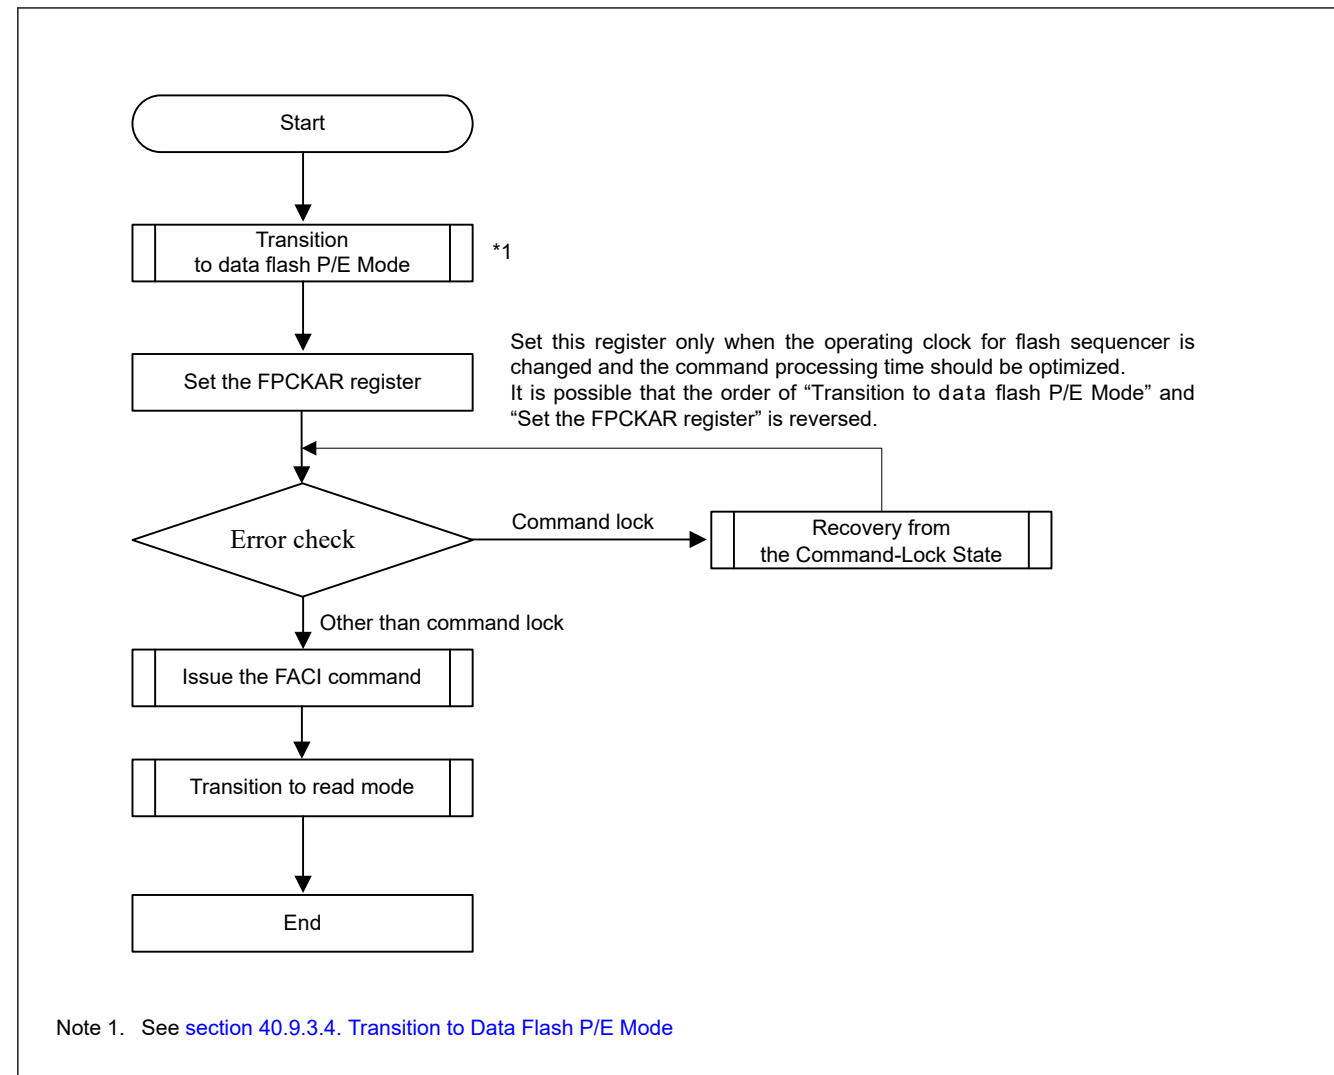 Start
Transition
to data flash P/E Mode
*1
Set this register only when the operating clock for flash sequencer is
changed and the command processing time should be optimized.
It is possible that the order of “Transition to data flash P/E Mode” and
“Set the FPCKAR register” is reversed.
Set the FPCKAR register
Error check
Command lock
Recovery from
the Command-Lock State
Other than command lock
Issue the FACI command
Transition to read mode
End
Note 1. See section 40.9.3.4. Transition to Data Flash P/E Mode